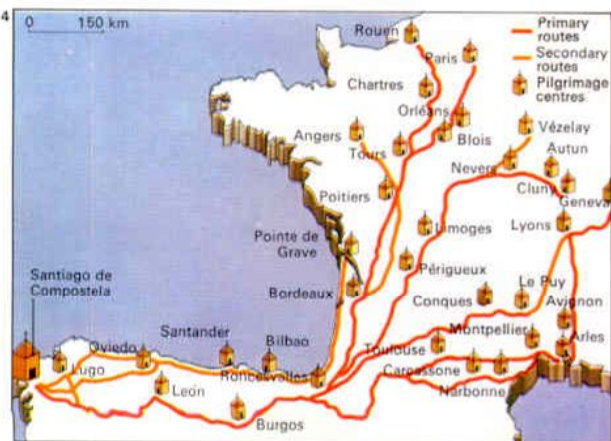 4
0 150 km
Primary
routes
Secondary
routes
Pilgrimage
centres
Rouen
Paris
Chartres
Orléans
Angers
Tours
Blois
Vézelay
Autun
Nevers
Cluny
Geneva
Poitiers
Lyons
Limoges
Pointe de
Grave
Périgueux
Bordeaux
Conques
Le Puy
Avignon
Montpellier
Arles
Toulouse
Carcassone
Narbonne
Santiago de
Compostela
Lugo
Oviedo
Santander
Bilbao
Roncesvalles
León
Burgos